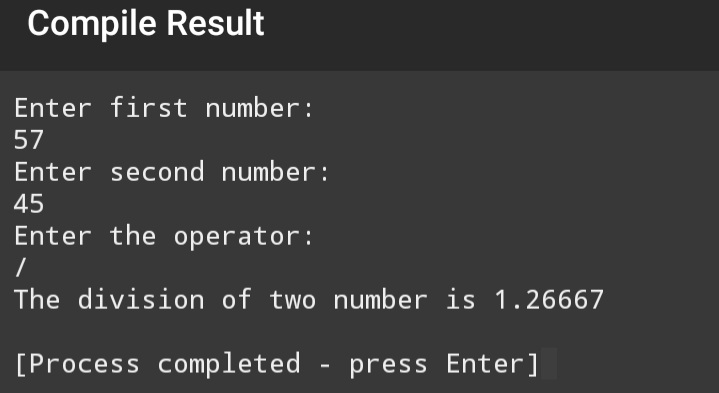 Compile Result
Enter first number:
57
Enter second number:
45
Enter the operator:
/
The division of two number is 1.26667
[Process completed - press Enter]